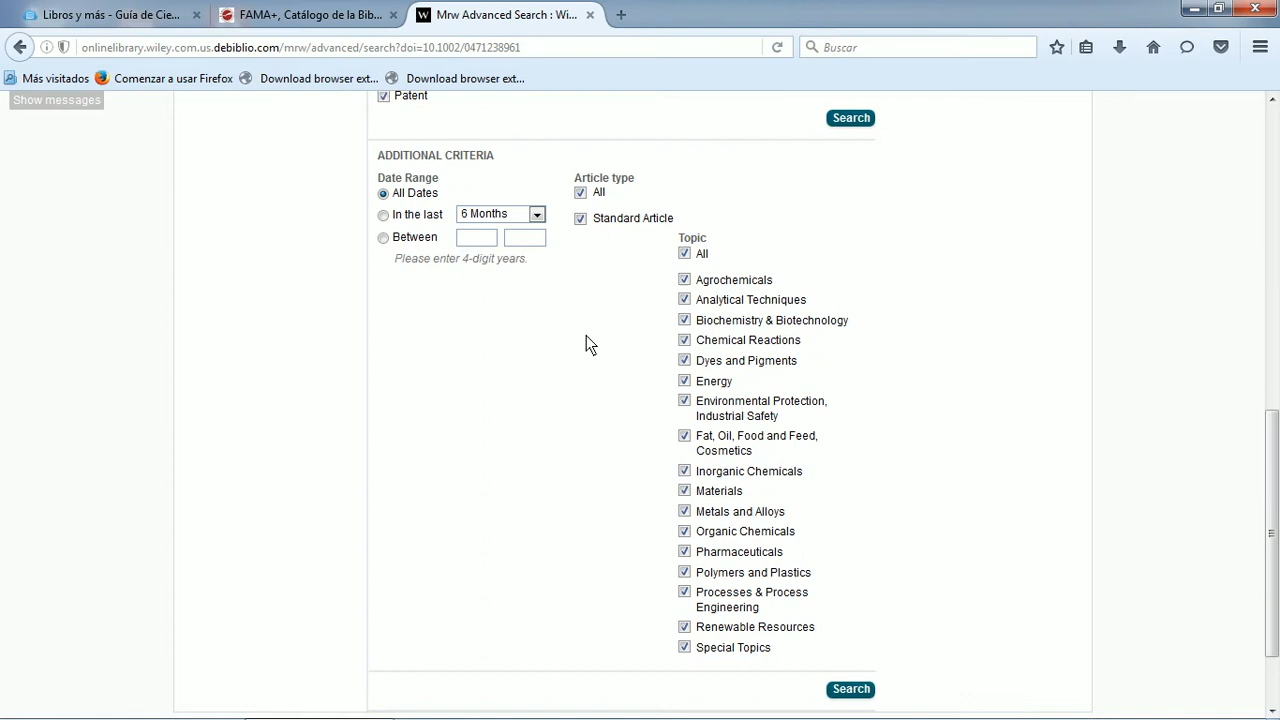 Libros y más - Guía de che...
FAMA+, Catálogo de la Bib...
Mrw Advanced Search : Wi...
onlinelibrary.wiley.com.us.debiblio.com/mrw/advanced/search?doi=10.1002/0471238961
Buscar
Más visitados
Comenzar a usar Firefox
Download browser ext...
Download browser ext...
Show messages
Patent
Search
ADDITIONAL CRITERIA
Date Range
All Dates
In the last
6 Months
Between
Please enter 4-digit years.
Article type
All
Standard Article
Topic
All
Agrochemicals
Analytical Techniques
Biochemistry & Biotechnology
Chemical Reactions
Dyes and Pigments
Energy
Environmental Protection,
Industrial Safety
Fat, Oil, Food and Feed,
Cosmetics
Inorganic Chemicals
Materials
Metals and Alloys
Organic Chemicals
Pharmaceuticals
Polymers and Plastics
Processes & Process
Engineering
Renewable Resources
Special Topics
Search